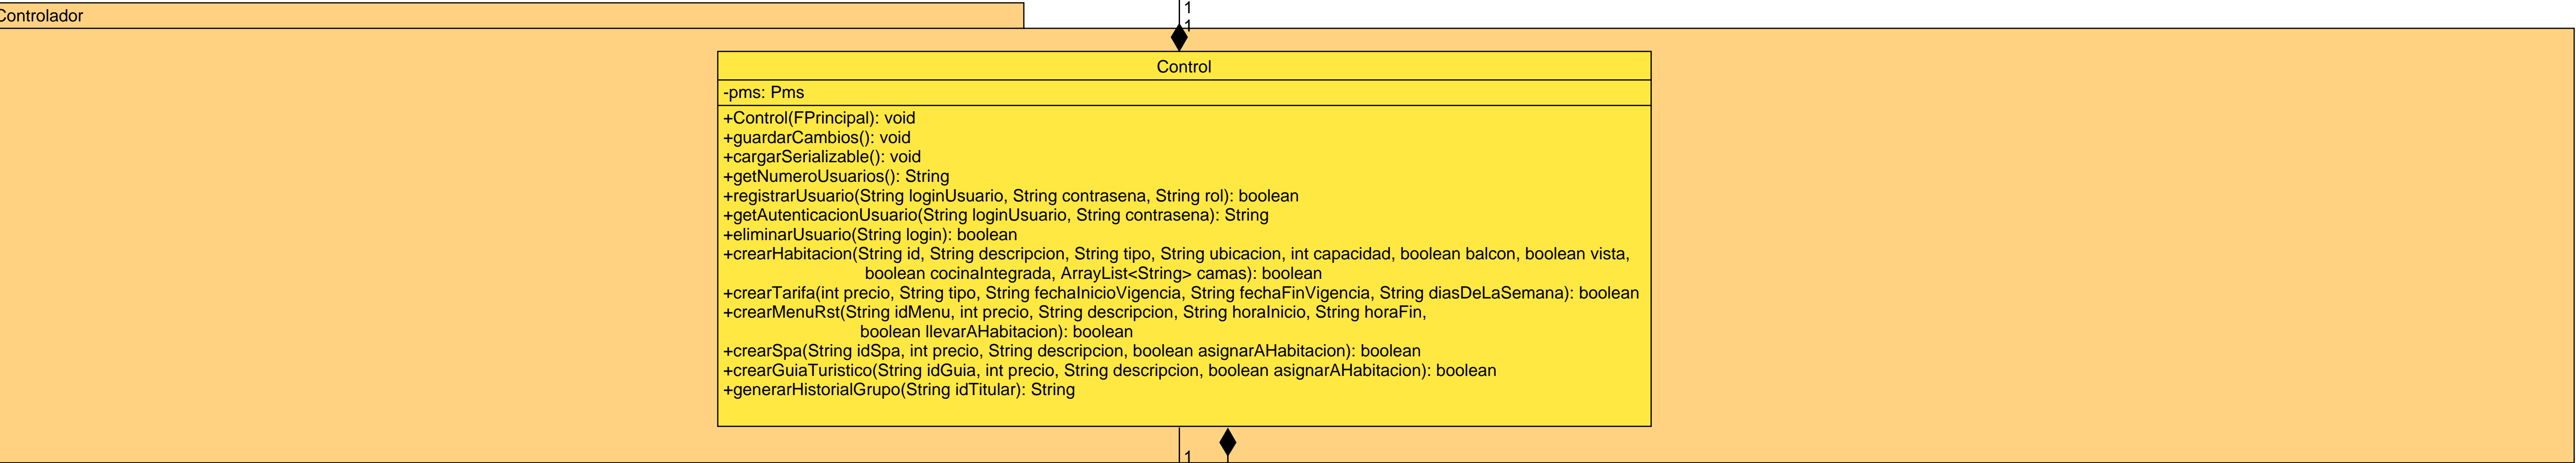 Controlador
1
1
Control
-pms: Pms
+Control(FPrincipal): void
+guardarCambios(): void
+cargarSerializable(): void
+getNumeroUsuarios(): String
+registrarUsuario(String loginUsuario, String contrasena, String rol): boolean
+getAutenticacionUsuario(String loginUsuario, String contrasena): String
+eliminarUsuario(String login): boolean
+crearHabitacion(String id, String descripcion, String tipo, String ubicacion, int capacidad, boolean balcon, boolean vista,
boolean cocinaIntegrada, ArrayList<String> camas): boolean
+crearTarifa(int precio, String tipo, String fechaInicioVigencia, String fechaFinVigencia, String diasDeLaSemana): boolean
+crearMenuRst(String idMenu, int precio, String descripcion, String horaInicio, String horaFin,
boolean llevarAHabitacion): boolean
+crearSpa(String idSpa, int precio, String descripcion, boolean asignarAHabitacion): boolean
+crearGuiaTuristico(String idGuia, int precio, String descripcion, boolean asignarAHabitacion): boolean
+generarHistorialGrupo(String idTitular): String
1